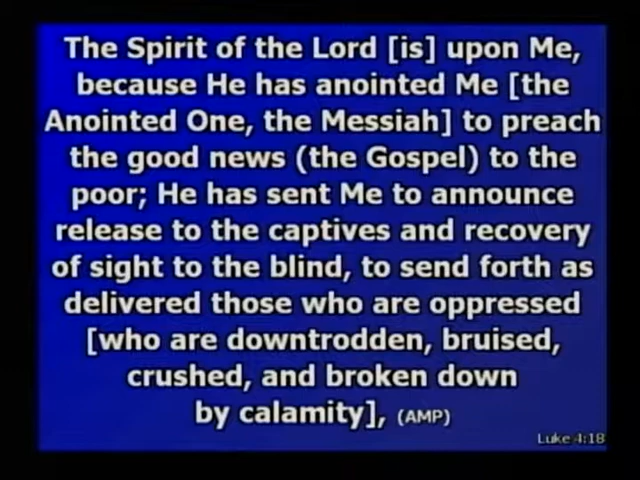 The Spirit of the Lord [is] upon Me,
because He has anointed Me [the
Anointed One, the Messiah] to preach
the good news (the Gospel) to the
poor; He has sent Me to announce
release to the captives and recovery
of sight to the blind, to send forth as
delivered those who are oppressed
[who are downtrodden, bruised,
crushed, and broken down
by calamity], (AMP)
Luke 4:18